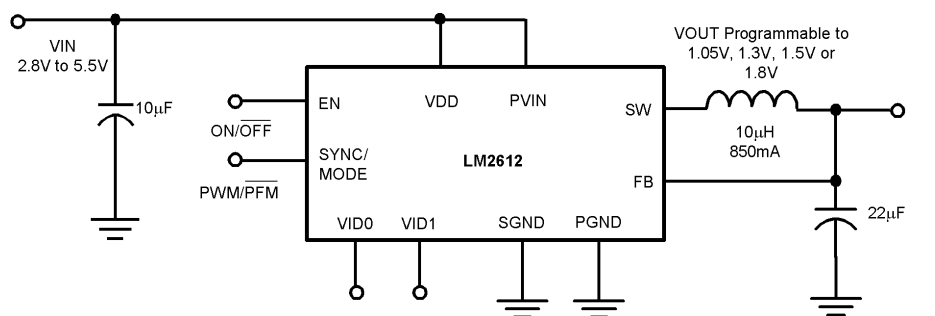 VIN
2.8V to 5.5V
10μF
ON/OFF
PWM/PFM
EN
VDD
PVIN
SW
SYNC/
MODE
LM2612
FB
VID0
VID1
SGND
PGND
VOUT Programmable to
1.05V, 1.3V, 1.5V or
1.8V
10μH
850mA
22μF